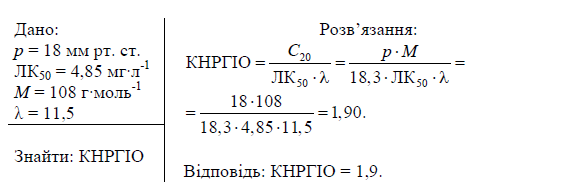 Дано:
p = 18 мм рт. ст.
ЛК50 = 4,85 мг·л-1
M = 108 г·моль-1
λ = 11,5
Знайти: КНРГІО
Розв’язання:
КНРГІО = C20 / (ЛК50 · λ) = p · M / (18,3 · ЛК50 · λ) =
= 18 · 108 / (18,3 · 4,85 · 11,5) = 1,90.
Відповідь: КНРГІО = 1,9.